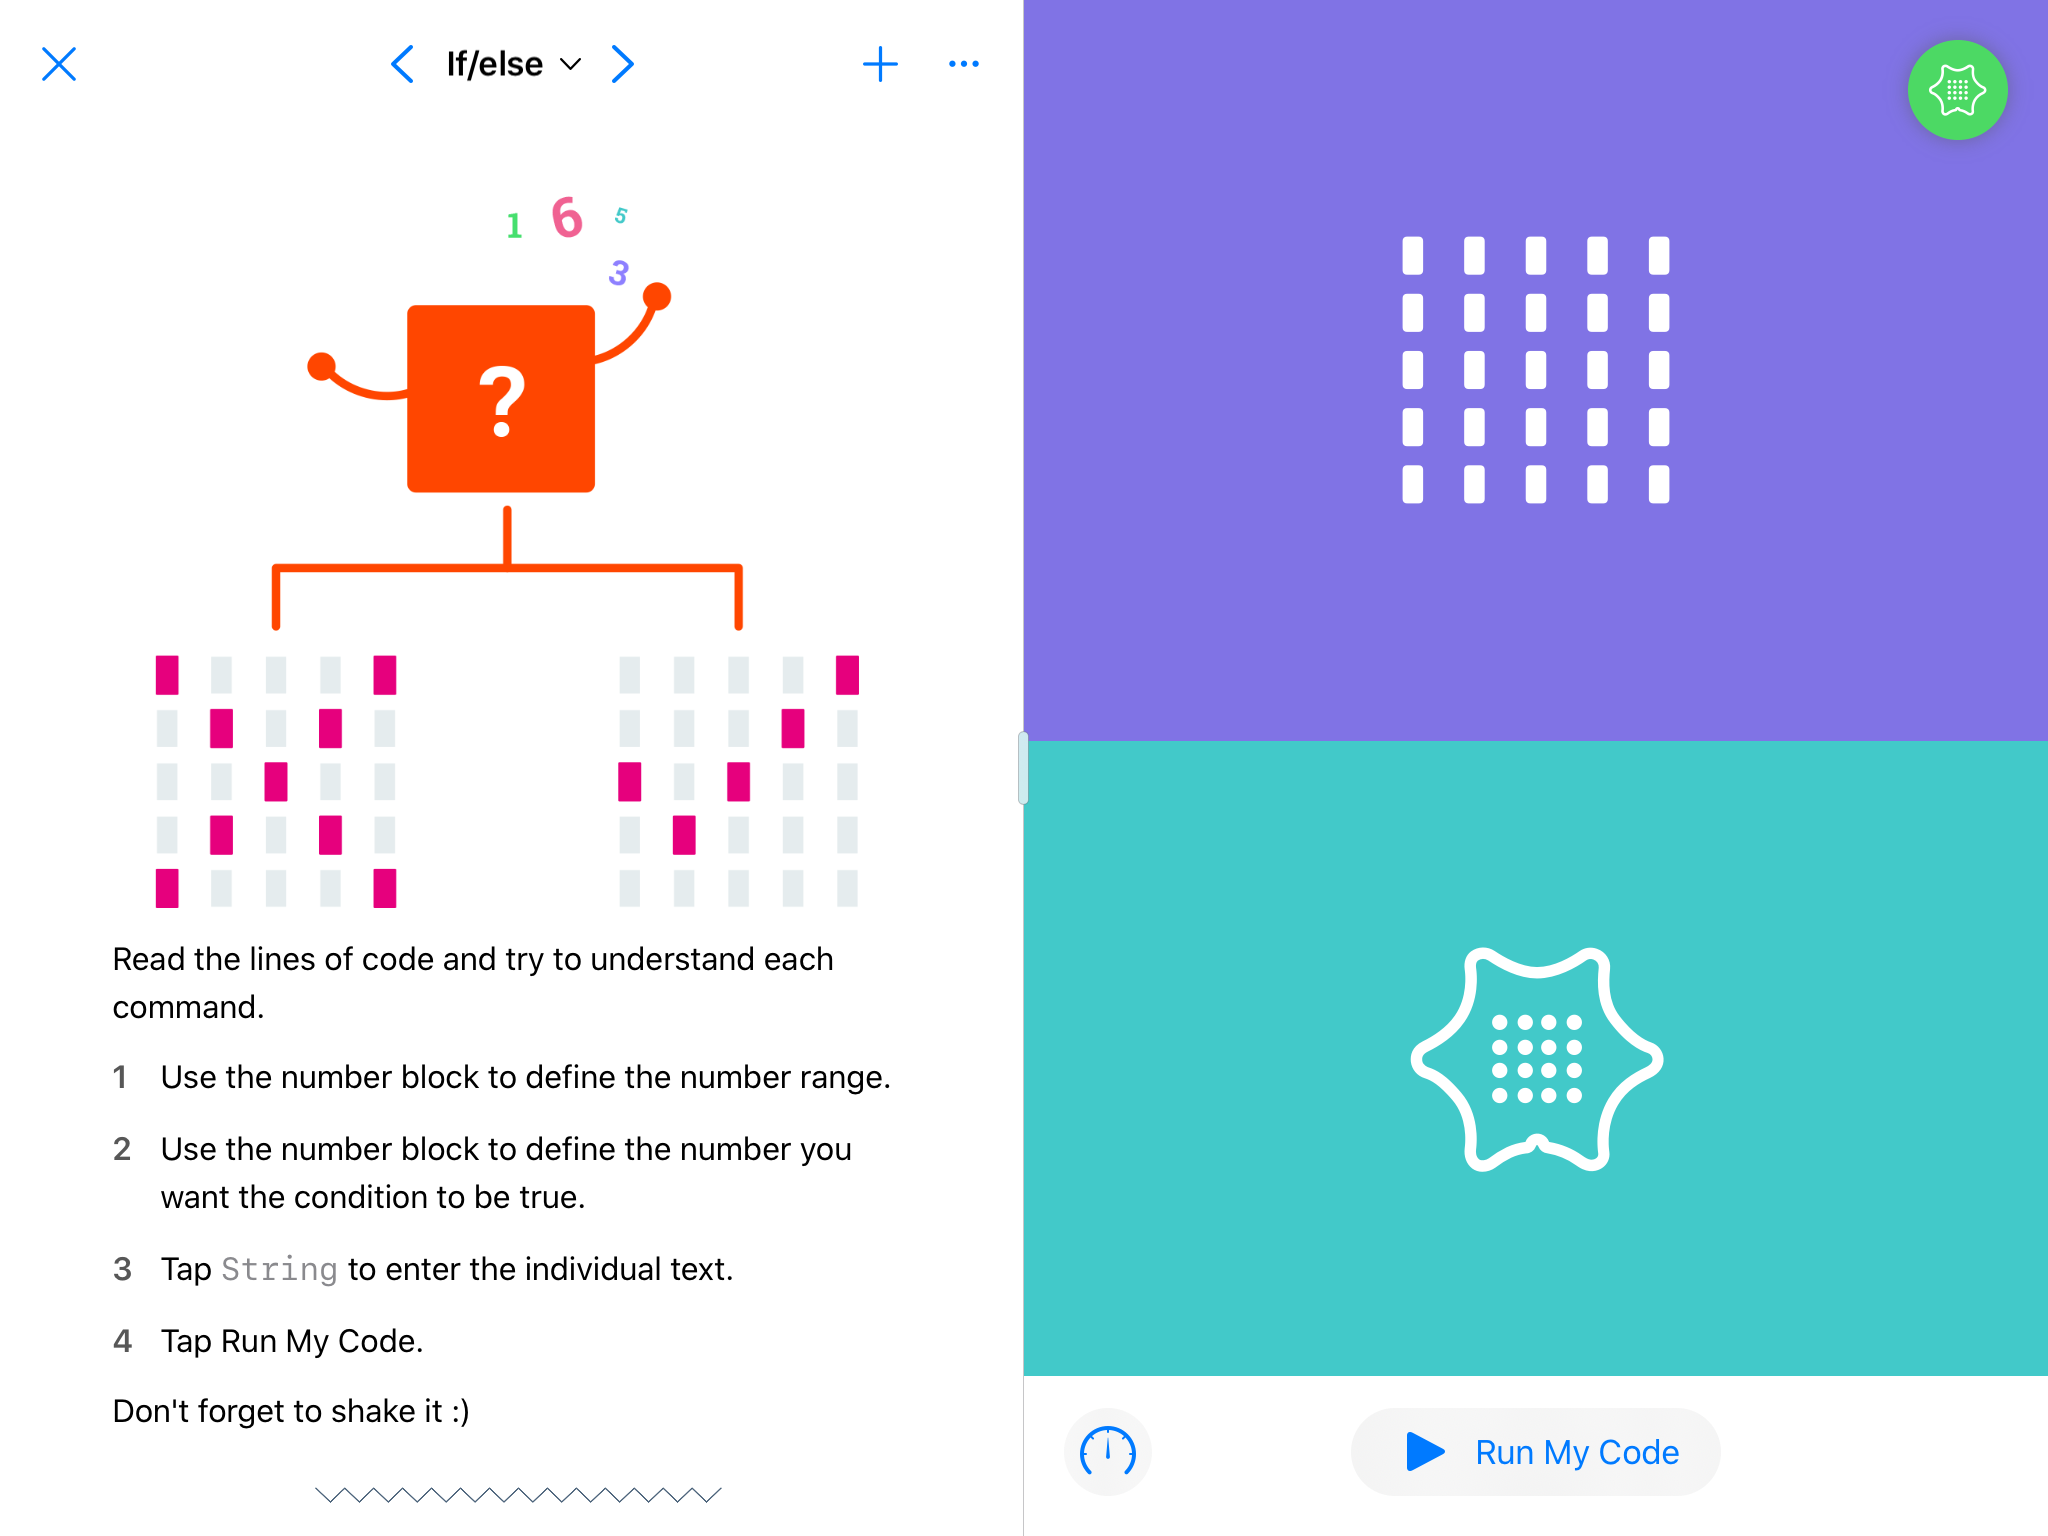 If/else
1 6 5
3
?
Read the lines of code and try to understand each
command.
1 Use the number block to define the number range.
2 Use the number block to define the number you
want the condition to be true.
3 Tap String to enter the individual text.
4 Tap Run My Code.
Don't forget to shake it :)
Run My Code